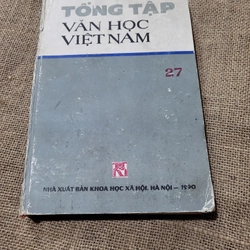 TỔNG TẬP
VĂN HỌC
VIỆT NAM
27
NHÀ XUẤT BẢN KHOA HỌC XÃ HỘI, HÀ NỘI – 1990